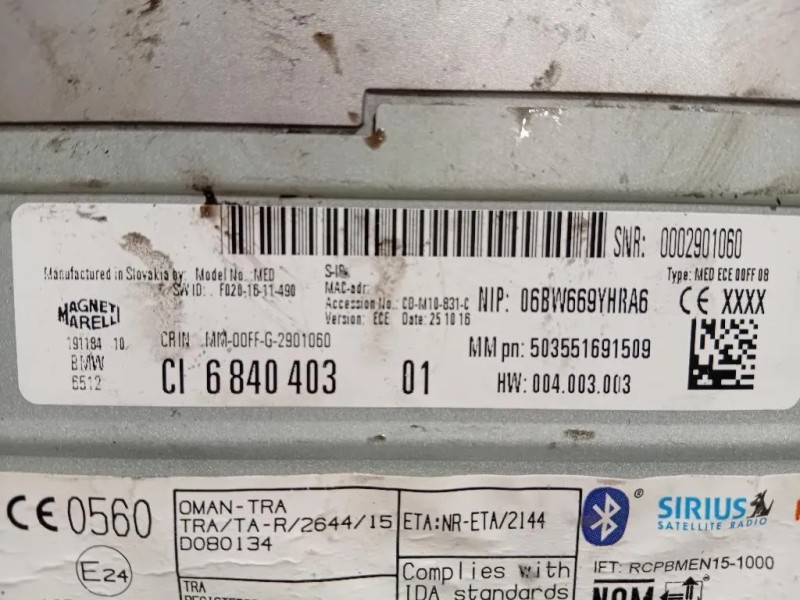 SNR: 0002901060
Manufactured in Slovakia by: Model No.: MED
SW ID: F020-16-11-490
S-IP:
MAC-adr:
Accession No.: CD-M10-831-C
Version: ECE Date: 25 10 16
NIP: 06BW669YHRA6
Type: MED ECE 00FF 08
CE XXXX
MAGNETI
MARELLI
191184 10
BMW
6512
CRIN MM-00FF-G-2901060
CI 6 840 403 01
MM pn: 503551691509
HW: 004.003.003
CE 0560
E24
OMAN-TRA
TRA/TA-R/2644/15
D080134
TRA
ETA:NR-ETA/2144
Complies with
IDA standards
SIRIUS
SATELLITE RADIO
IFT: RCPBMEN15-1000
NOM